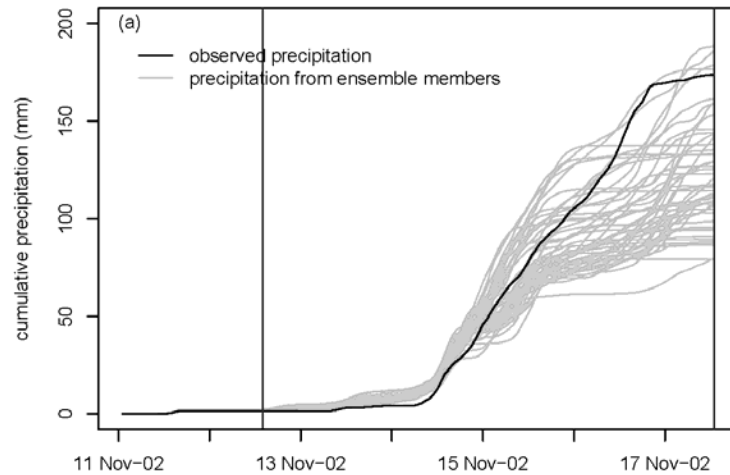 (a)
observed precipitation
precipitation from ensemble members
cumulative precipitation (mm)
200
150
100
50
0
11 Nov−02 13 Nov−02 15 Nov−02 17 Nov−02